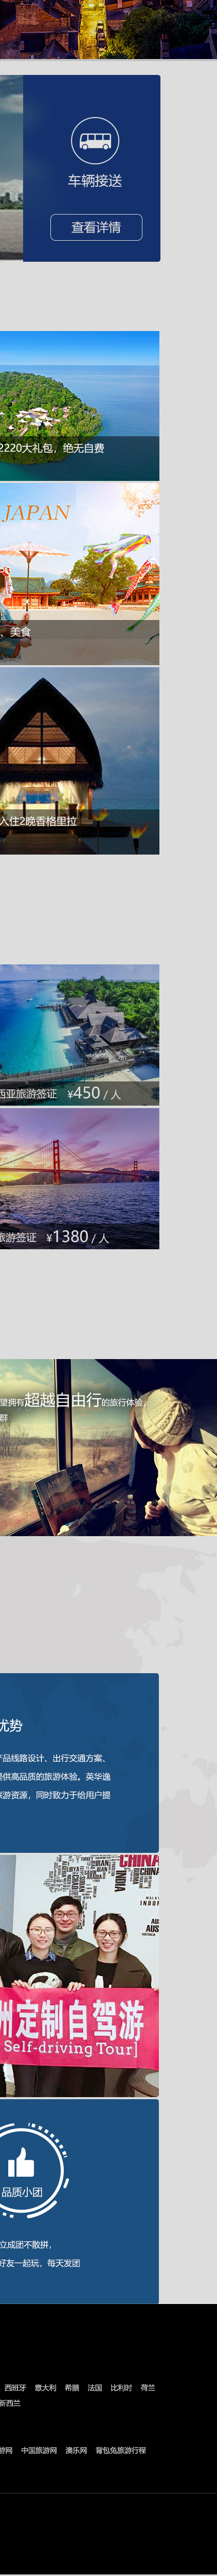 车辆接送
查看详情
2220大礼包，绝无自费
JAPAN
、美食
入住2晚香格里拉
西亚旅游签证 ¥450 / 人
旅游签证 ¥1380 / 人
望拥有超越自由行的旅行体验，
群
优势
产品线路设计、出行交通方案、
提供高品质的旅游体验。英华逸
旅游资源，同时致力于给用户提
CHINA
INDIA
洲定制自驾游
Self-driving Tour]
品质小团
立成团不散拼，
好友一起玩，每天发团
西班牙 意大利 希腊 法国 比利时 荷兰
新西兰
游网 中国旅游网 澳乐网 背包兔旅游行程